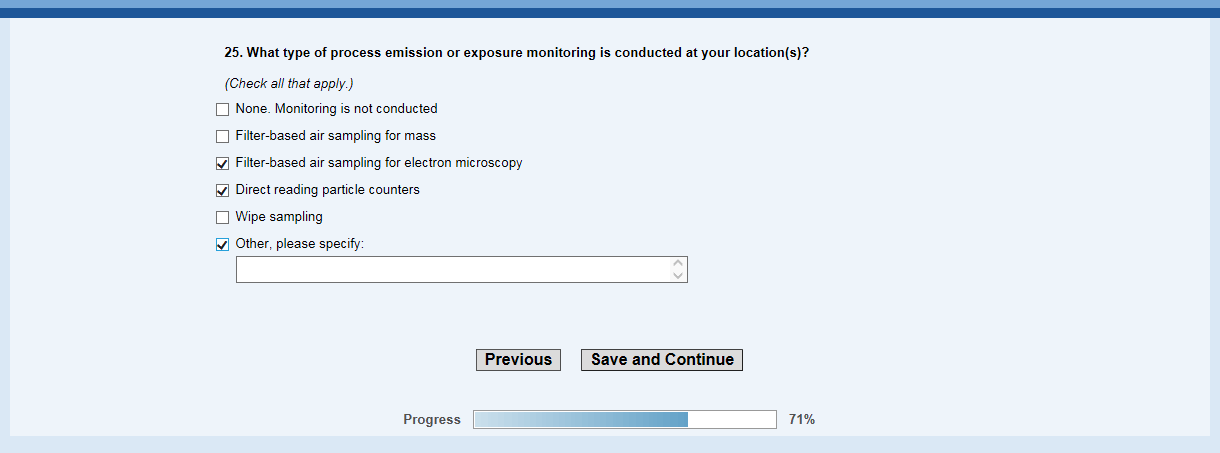 25. What type of process emission or exposure monitoring is conducted at your location(s)?
(Check all that apply.)
None. Monitoring is not conducted
Filter-based air sampling for mass
Filter-based air sampling for electron microscopy
Direct reading particle counters
Wipe sampling
Other, please specify:
Previous Save and Continue
Progress 71%